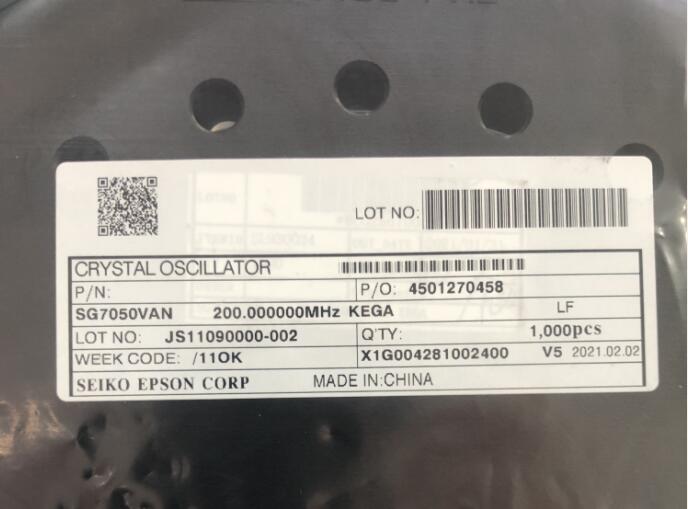 LOT NO:
CRYSTAL OSCILLATOR
P/N: P/O: 4501270458
SG7050VAN 200.000000MHz KEGA LF
LOT NO: JS11090000-002 Q'TY: 1,000pcs
WEEK CODE: /11OK X1G004281002400 V5 2021.02.02
SEIKO EPSON CORP MADE IN:CHINA